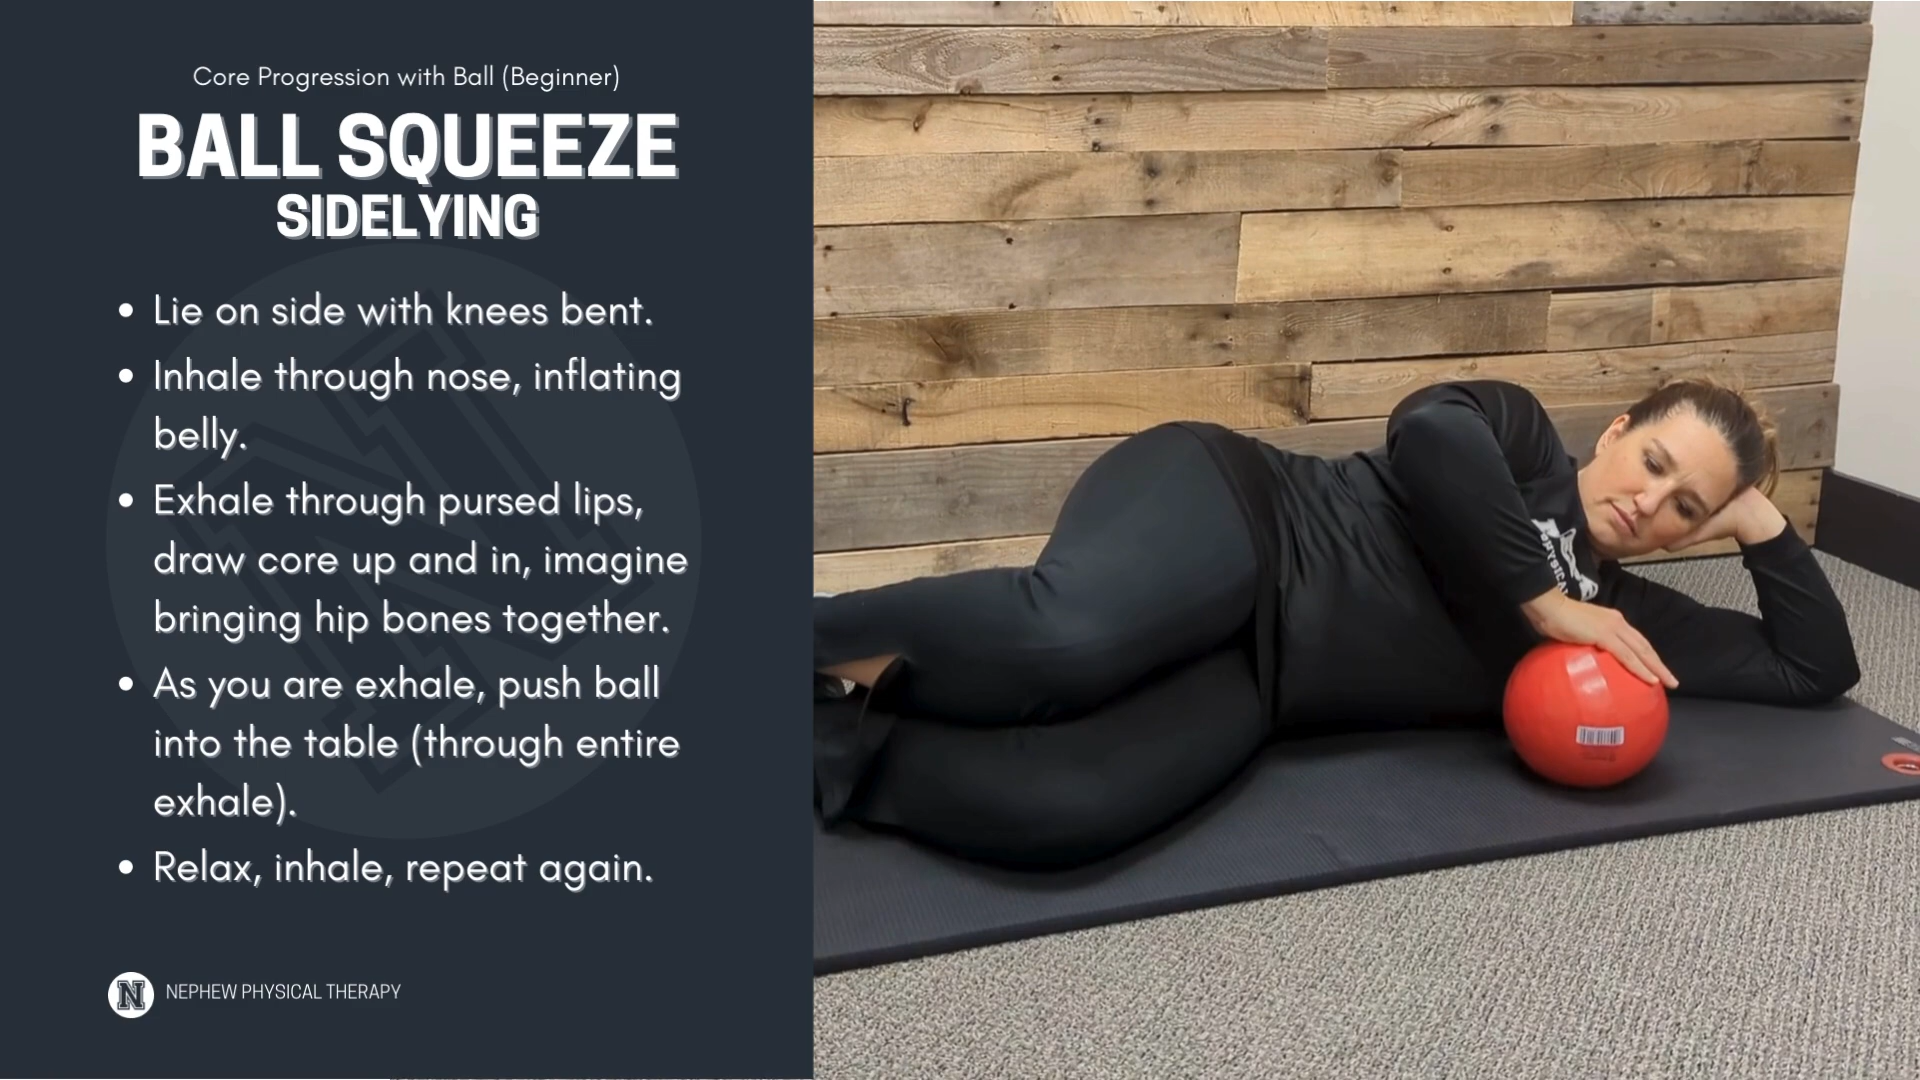 Core Progression with Ball (Beginner)
BALL SQUEEZE
SIDELYING
• Lie on side with knees bent.
• Inhale through nose, inflating
belly.
• Exhale through pursed lips,
draw core up and in, imagine
bringing hip bones together.
• As you are exhale, push ball
into the table (through entire
exhale).
• Relax, inhale, repeat again.
N NEPHEW PHYSICAL THERAPY